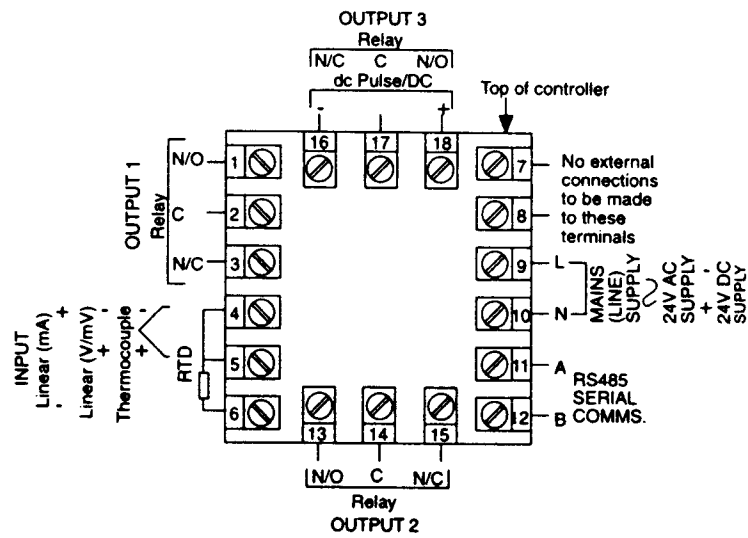 OUTPUT 3
Relay
N/C C N/O
dc Pulse/DC
- +
Top of controller
16 17 18
OUTPUT 1
Relay
N/O 1
C 2
N/C 3
4
5
6
INPUT
Linear (mA) - +
Linear (V/mV) + -
Thermocouple + -
RTD
7 No external
connections
to be made
to these
terminals
8
9 L
10 N
MAINS
(LINE)
SUPPLY
24V AC
SUPPLY
+ -
24V DC
SUPPLY
11 A
12 B
RS485
SERIAL
COMMS.
13 14 15
N/O C N/C
Relay
OUTPUT 2